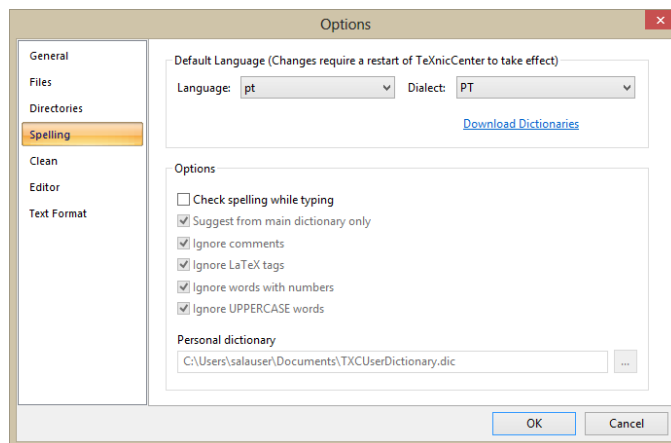 Options
General
Files
Directories
Spelling
Clean
Editor
Text Format
Default Language (Changes require a restart of TeXnicCenter to take effect)
Language: pt Dialect: PT
Download Dictionaries
Options
Check spelling while typing
Suggest from main dictionary only
Ignore comments
Ignore LaTeX tags
Ignore words with numbers
Ignore UPPERCASE words
Personal dictionary
C:\Users\salauser\Documents\TXCUserDictionary.dic ...
OK Cancel